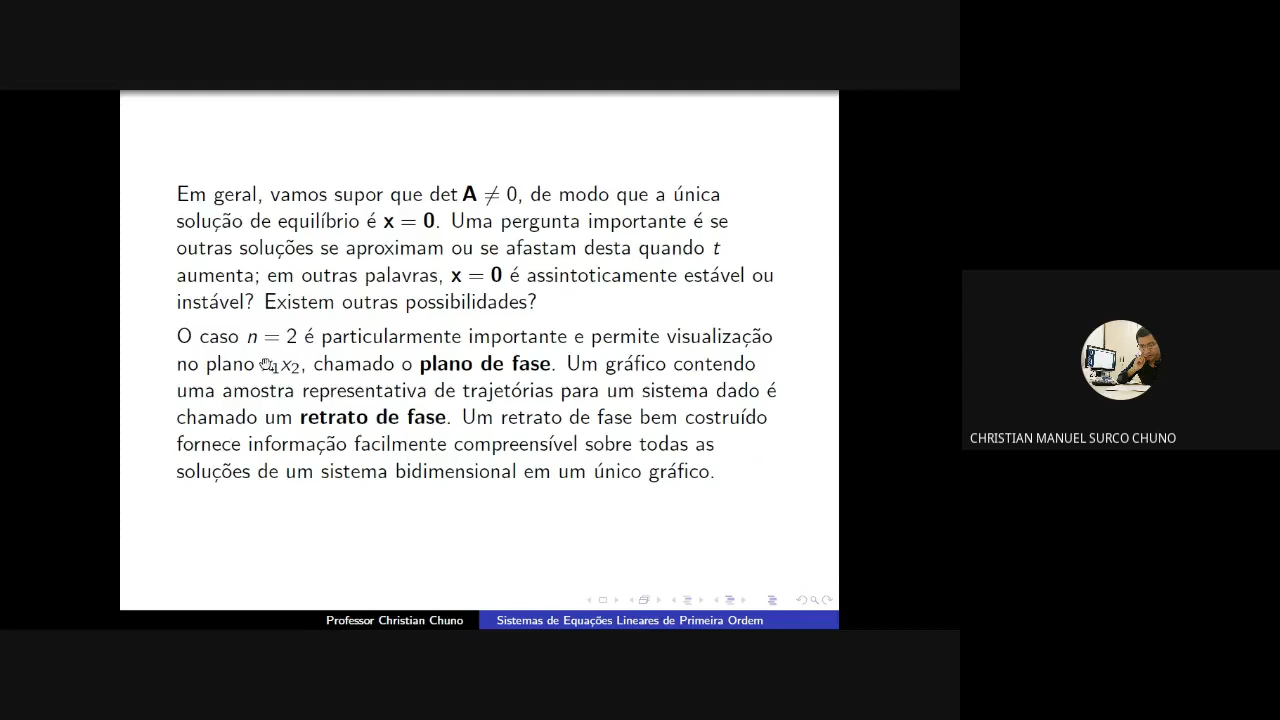 Em geral, vamos supor que det A ≠ 0, de modo que a única
solução de equilíbrio é x = 0. Uma pergunta importante é se
outras soluções se aproximam ou se afastam desta quando t
aumenta; em outras palavras, x = 0 é assintoticamente estável ou
instável? Existem outras possibilidades?
O caso n = 2 é particularmente importante e permite visualização
no plano x₁x₂, chamado o plano de fase. Um gráfico contendo
uma amostra representativa de trajetórias para um sistema dado é
chamado um retrato de fase. Um retrato de fase bem costruído
fornece informação facilmente compreensível sobre todas as
soluções de um sistema bidimensional em um único gráfico.
Professor Christian Chuno Sistemas de Equações Lineares de Primeira Ordem
CHRISTIAN MANUEL SURCO CHUNO